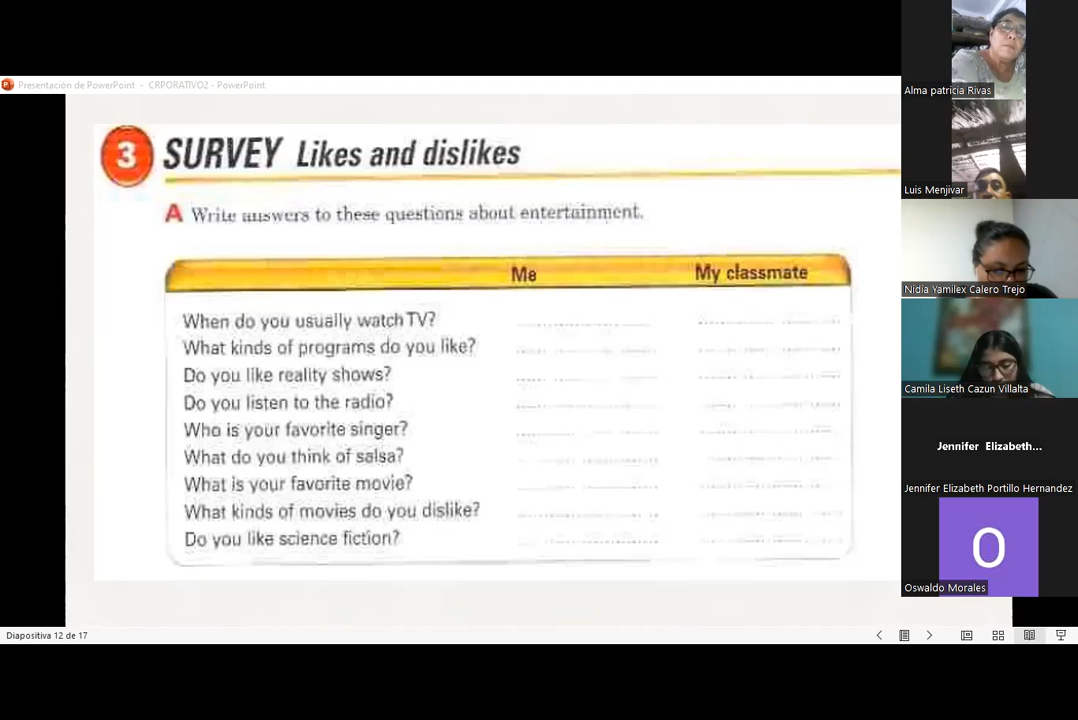 Presentación de PowerPoint - CRPORATIVO2 - PowerPoint
3 SURVEY Likes and dislikes
A Write answers to these questions about entertainment.
Me My classmate
When do you usually watch TV?
What kinds of programs do you like?
Do you like reality shows?
Do you listen to the radio?
Who is your favorite singer?
What do you think of salsa?
What is your favorite movie?
What kinds of movies do you dislike?
Do you like science fiction?
Diapositiva 12 de 17
Alma patricia Rivas
Luis Menjivar
Nidia Yamilex Calero Trejo
Camila Liseth Cazun Villalta
Jennifer Elizabeth...
Jennifer Elizabeth Portillo Hernandez
O
Oswaldo Morales